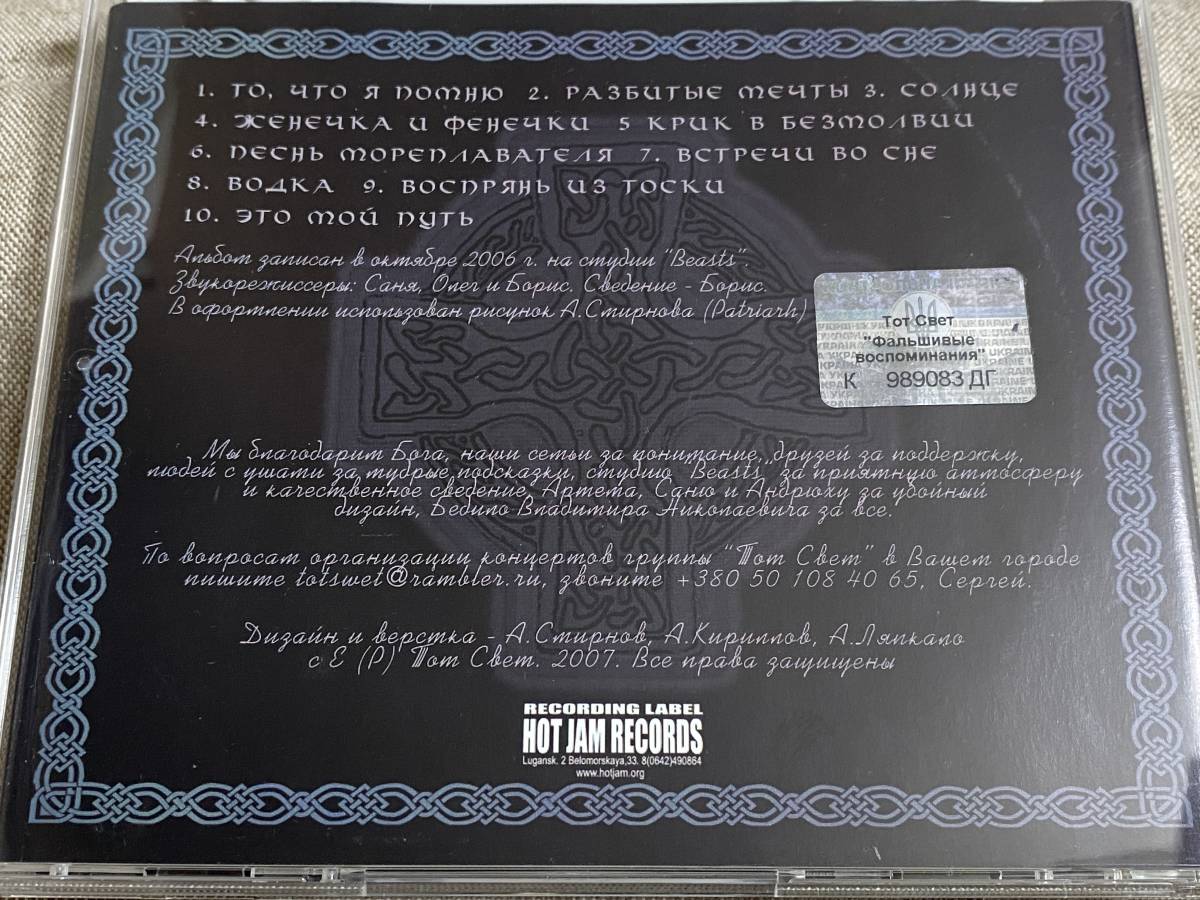 1. ТО, ЧТО Я ПОМНЮ 2. РАЗБИТЫЕ МЕЧТЫ 3. СОЛНЦЕ
4. ЖЕНЕЧКА И ФЕНЕЧКИ 5 КРИК В БЕЗМОЛВИИ
6. ПЕСНЬ МОРЕПЛАВАТЕЛЯ 7. ВСТРЕЧИ ВО СНЕ
8. ВОДКА 9. ВОСПРЯНЬ ИЗ ТОСКИ
10. ЭТО МОЙ ПУТЬ
Альбом записан в октябре 2006 г. на студии "Beasts".
Звукорежиссеры: Саня, Олег и Борис. Сведение - Борис.
В оформлении использован рисунок А.Смирнова (Patriarh)
Тот Свет
"Фальшивые
воспоминания"
К 989083 ДГ
Мы благодарим Бога, наши семьи за понимание, друзей за поддержку,
людей с ушами за мудрые подсказки, студию "Beasts" за приятную атмосферу
и качественное сведение, Артема, Саню и Андрюху за убойный
дизайн, Бедило Владимира Николаевича за все.
По вопросам организации концертов группы "Тот Свет" в Вашем городе
пишите totswet@rambler.ru, звоните +380 50 108 40 65, Сергей.
Дизайн и верстка - А.Смирнов, А.Кириллов, А.Ляпкало
с Е (Р) Тот Свет. 2007. Все права защищены
RECORDING LABEL
HOT JAM RECORDS
Lugansk. 2 Belomorskaya,33. 8(0642)490864
www.hotjam.org